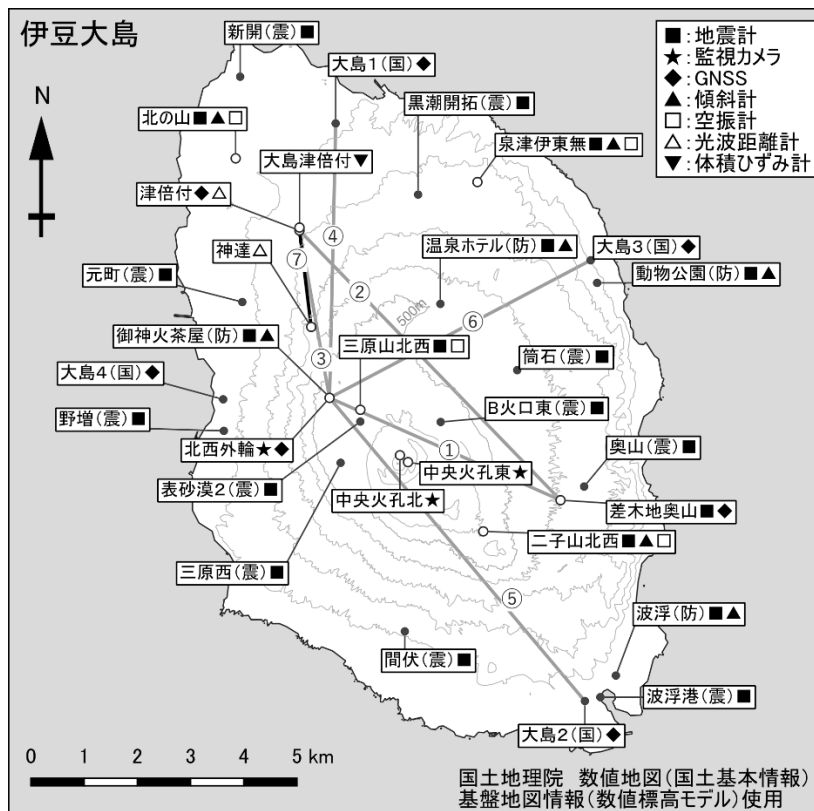 伊豆大島
新開(震)■
大島1(国)◆
■:地震計
★:監視カメラ
◆:GNSS
▲:傾斜計
□:空振計
△:光波距離計
▼:体積ひずみ計
N
北の山■▲□
黒潮開拓(震)■
大島津倍付▼
泉津伊東無■▲□
津倍付◆△
④
神達△
⑦
温泉ホテル(防)■▲
大島3(国)◆
動物公園(防)■▲
元町(震)■
②
500m
⑥
御神火茶屋(防)■▲
三原山北西■□
③
筒石(震)■
大島4(国)◆
B火口東(震)■
野増(震)■
北西外輪★◆
①
奥山(震)■
中央火孔東★
表砂漠2(震)■
中央火孔北★
差木地奥山■◆
二子山北西■▲□
三原西(震)■
⑤
波浮(防)■▲
間伏(震)■
波浮港(震)■
大島2(国)◆
0 1 2 3 4 5 km
国土地理院 数値地図(国土基本情報)
基盤地図情報(数値標高モデル)使用